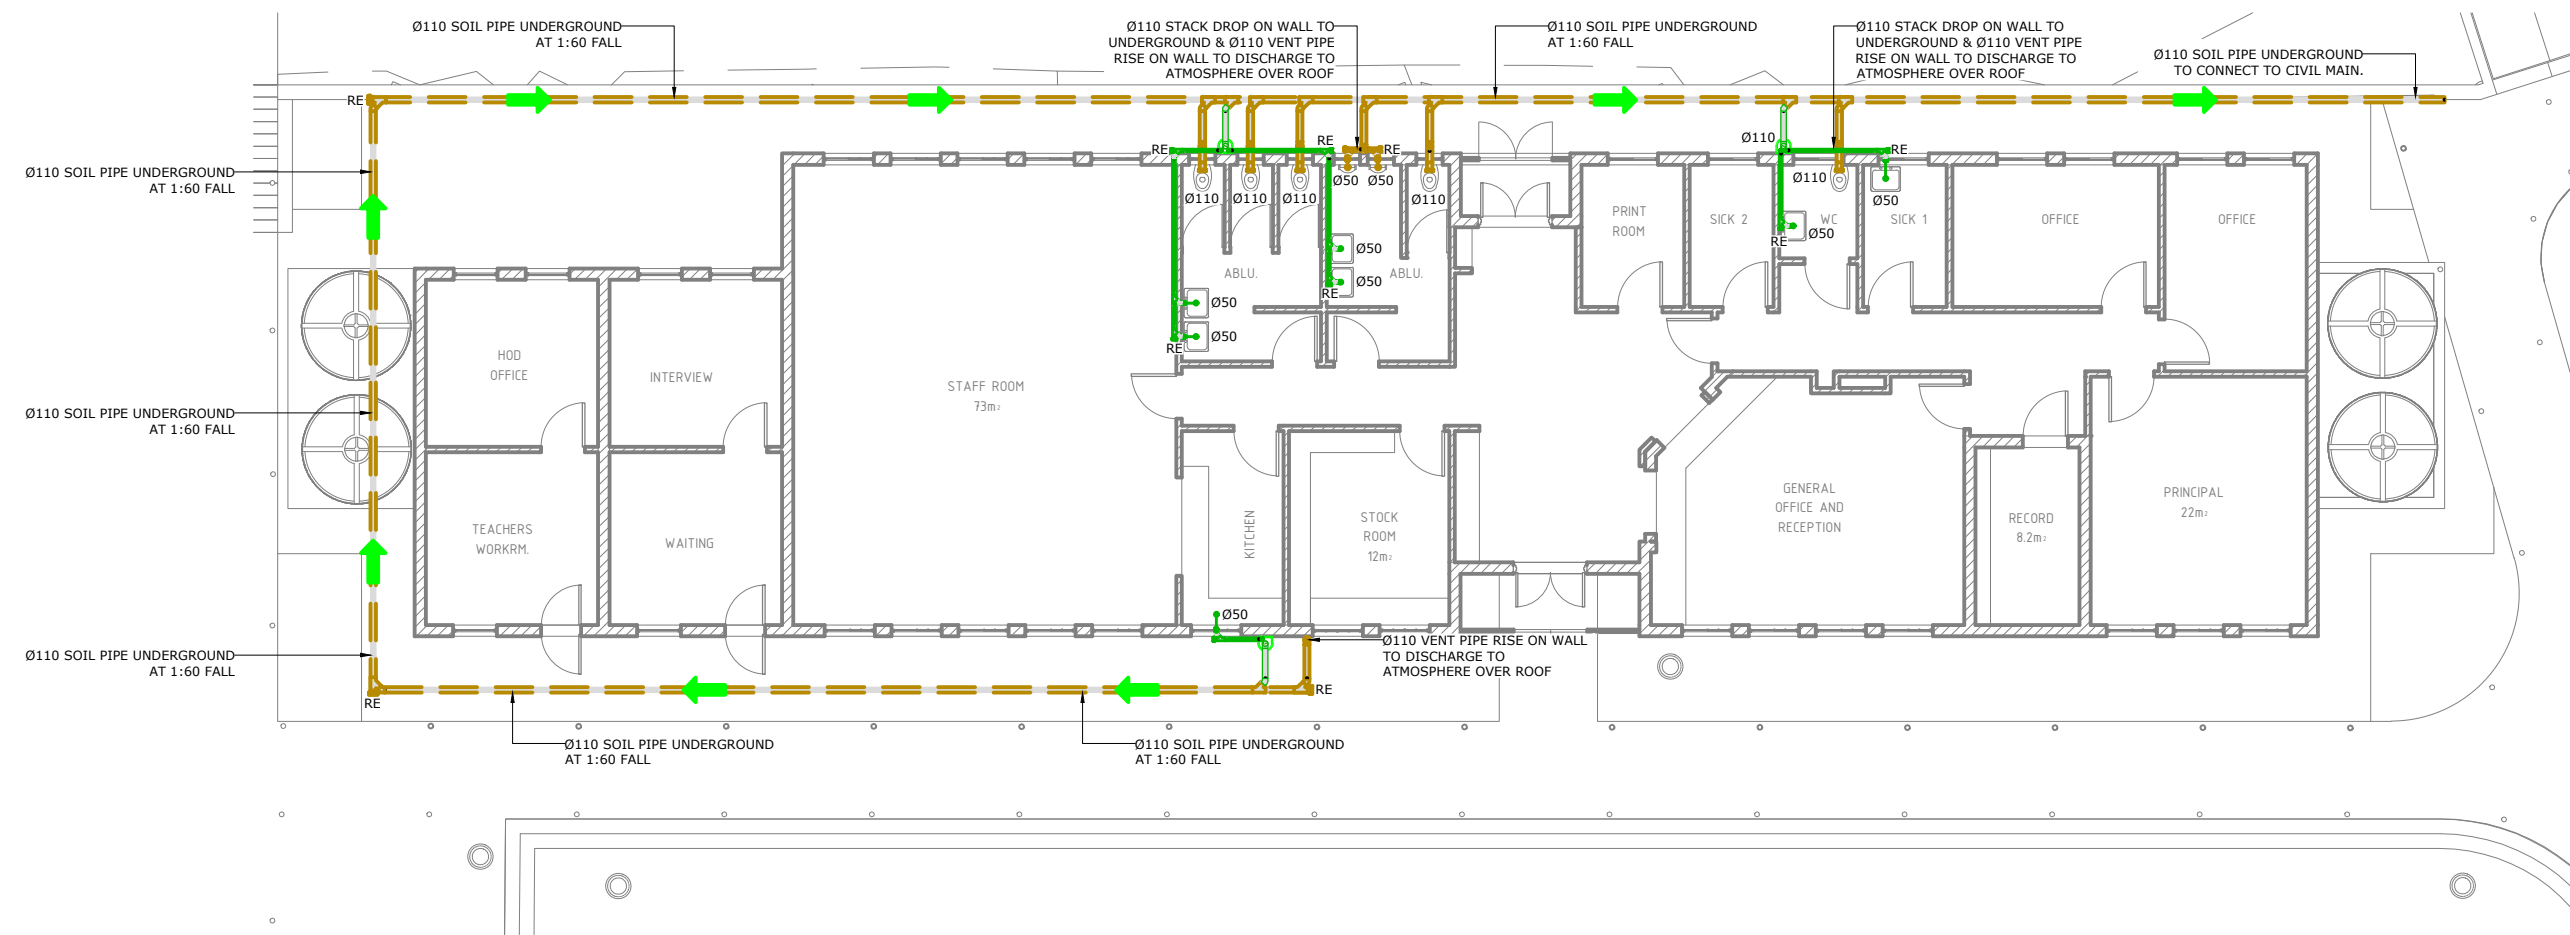 Ø110 SOIL PIPE UNDERGROUND
AT 1:60 FALL
Ø110 STACK DROP ON WALL TO
UNDERGROUND & Ø110 VENT PIPE
RISE ON WALL TO DISCHARGE TO
ATMOSPHERE OVER ROOF
Ø110 SOIL PIPE UNDERGROUND
AT 1:60 FALL
Ø110 STACK DROP ON WALL TO
UNDERGROUND & Ø110 VENT PIPE
RISE ON WALL TO DISCHARGE TO
ATMOSPHERE OVER ROOF
Ø110 SOIL PIPE UNDERGROUND
TO CONNECT TO CIVIL MAIN.
RE
RE
RE
RE
Ø110
RE
Ø110 SOIL PIPE UNDERGROUND
AT 1:60 FALL
Ø110
Ø110
Ø110
Ø50
Ø50
Ø110
Ø110
Ø50
PRINT
ROOM
SICK 2
WC
Ø50
RE
SICK 1
OFFICE
OFFICE
Ø50
Ø50
RE
ABLU.
ABLU.
Ø50
Ø50
RE
HOD
OFFICE
INTERVIEW
STAFF ROOM
73m²
Ø110 SOIL PIPE UNDERGROUND
AT 1:60 FALL
TEACHERS
WORKRM.
WAITING
KITCHEN
STOCK
ROOM
12m²
GENERAL
OFFICE AND
RECEPTION
RECORD
8.2m²
PRINCIPAL
22m²
Ø50
Ø110 VENT PIPE RISE ON WALL
TO DISCHARGE TO
ATMOSPHERE OVER ROOF
Ø110 SOIL PIPE UNDERGROUND
AT 1:60 FALL
RE
RE
Ø110 SOIL PIPE UNDERGROUND
AT 1:60 FALL
Ø110 SOIL PIPE UNDERGROUND
AT 1:60 FALL